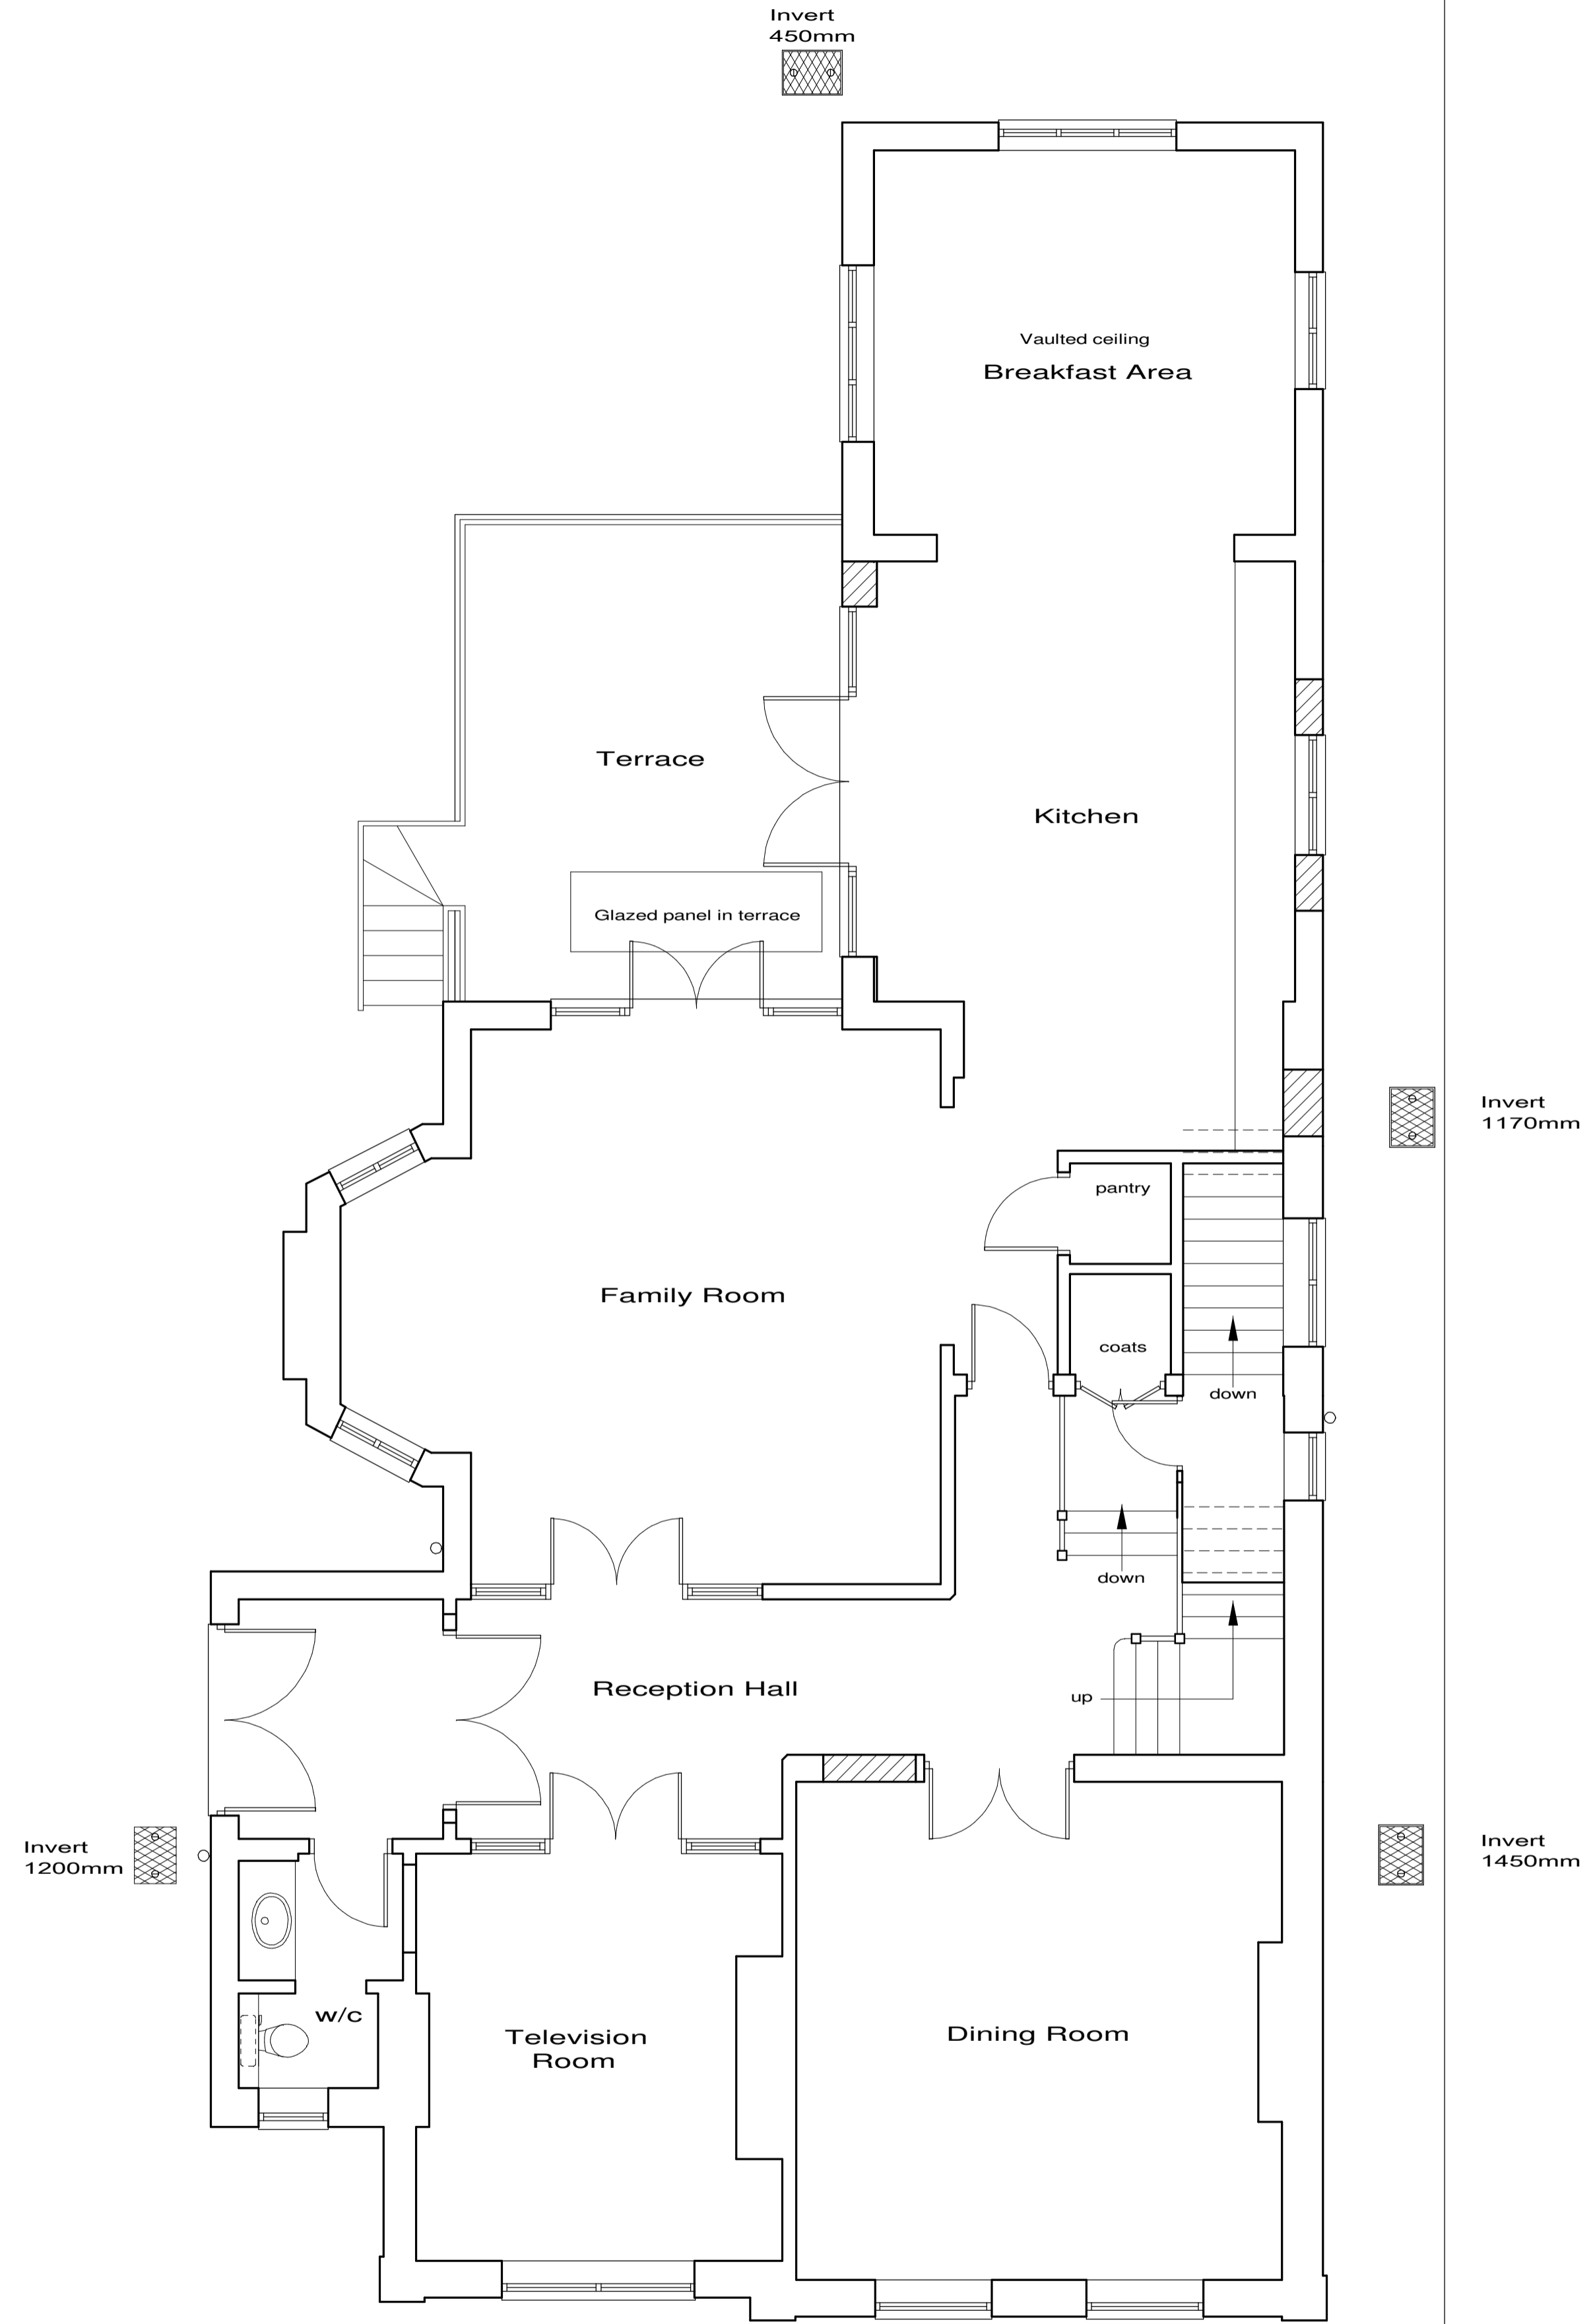 Invert
450mm
Vaulted ceiling
Breakfast Area
Terrace
Kitchen
Glazed panel in terrace
Invert
1170mm
pantry
Family Room
coats
down
down
Reception Hall
up
Invert
1200mm
Invert
1450mm
w/c
Television
Room
Dining Room